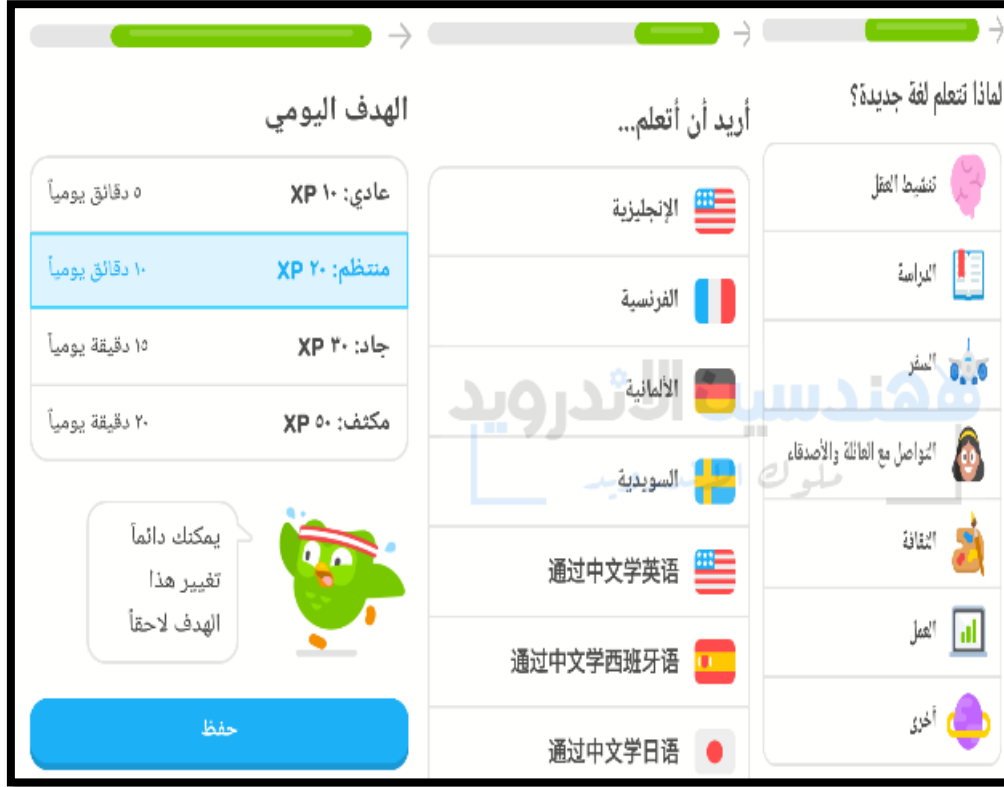 لماذا نتعلم لغة جديدة؟
تنشيط العقل
الدراسة
السفر
التواصل مع العائلة والأصدقاء
الثقافة
العمل
أخرى
أريد أن أتعلم...
الإنجليزية
الفرنسية
الألمانية
السويدية
通过中文学英语
通过中文学西班牙语
通过中文学日语
الهدف اليومي
عادي: ١٠ XP
٥ دقائق يومياً
منتظم: ٢٠ XP
١٠ دقائق يومياً
جاد: ٣٠ XP
١٥ دقيقة يومياً
مكثف: ٥٠ XP
٢٠ دقيقة يومياً
يمكنك دائماً
تغيير هذا
الهدف لاحقاً
حفظ
الاندرويد
ملوك